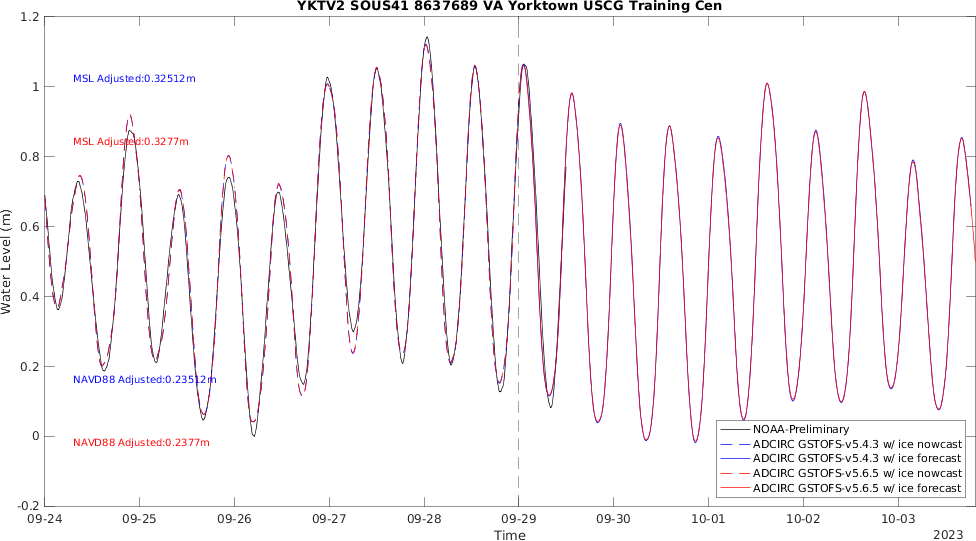 YKTV2 SOUS41 8637689 VA Yorktown USCG Training Cen
1.2
1
0.8
0.6
0.4
0.2
0
-0.2
Water Level (m)
MSL Adjusted:0.32512m
MSL Adjusted:0.3277m
NAVD88 Adjusted:0.23512m
NAVD88 Adjusted:0.2377m
NOAA-Preliminary
ADCIRC GSTOFS-v5.4.3 w/ ice nowcast
ADCIRC GSTOFS-v5.4.3 w/ ice forecast
ADCIRC GSTOFS-v5.6.5 w/ ice nowcast
ADCIRC GSTOFS-v5.6.5 w/ ice forecast
09-24 09-25 09-26 09-27 09-28 09-29 09-30 10-01 10-02 10-03
Time
2023